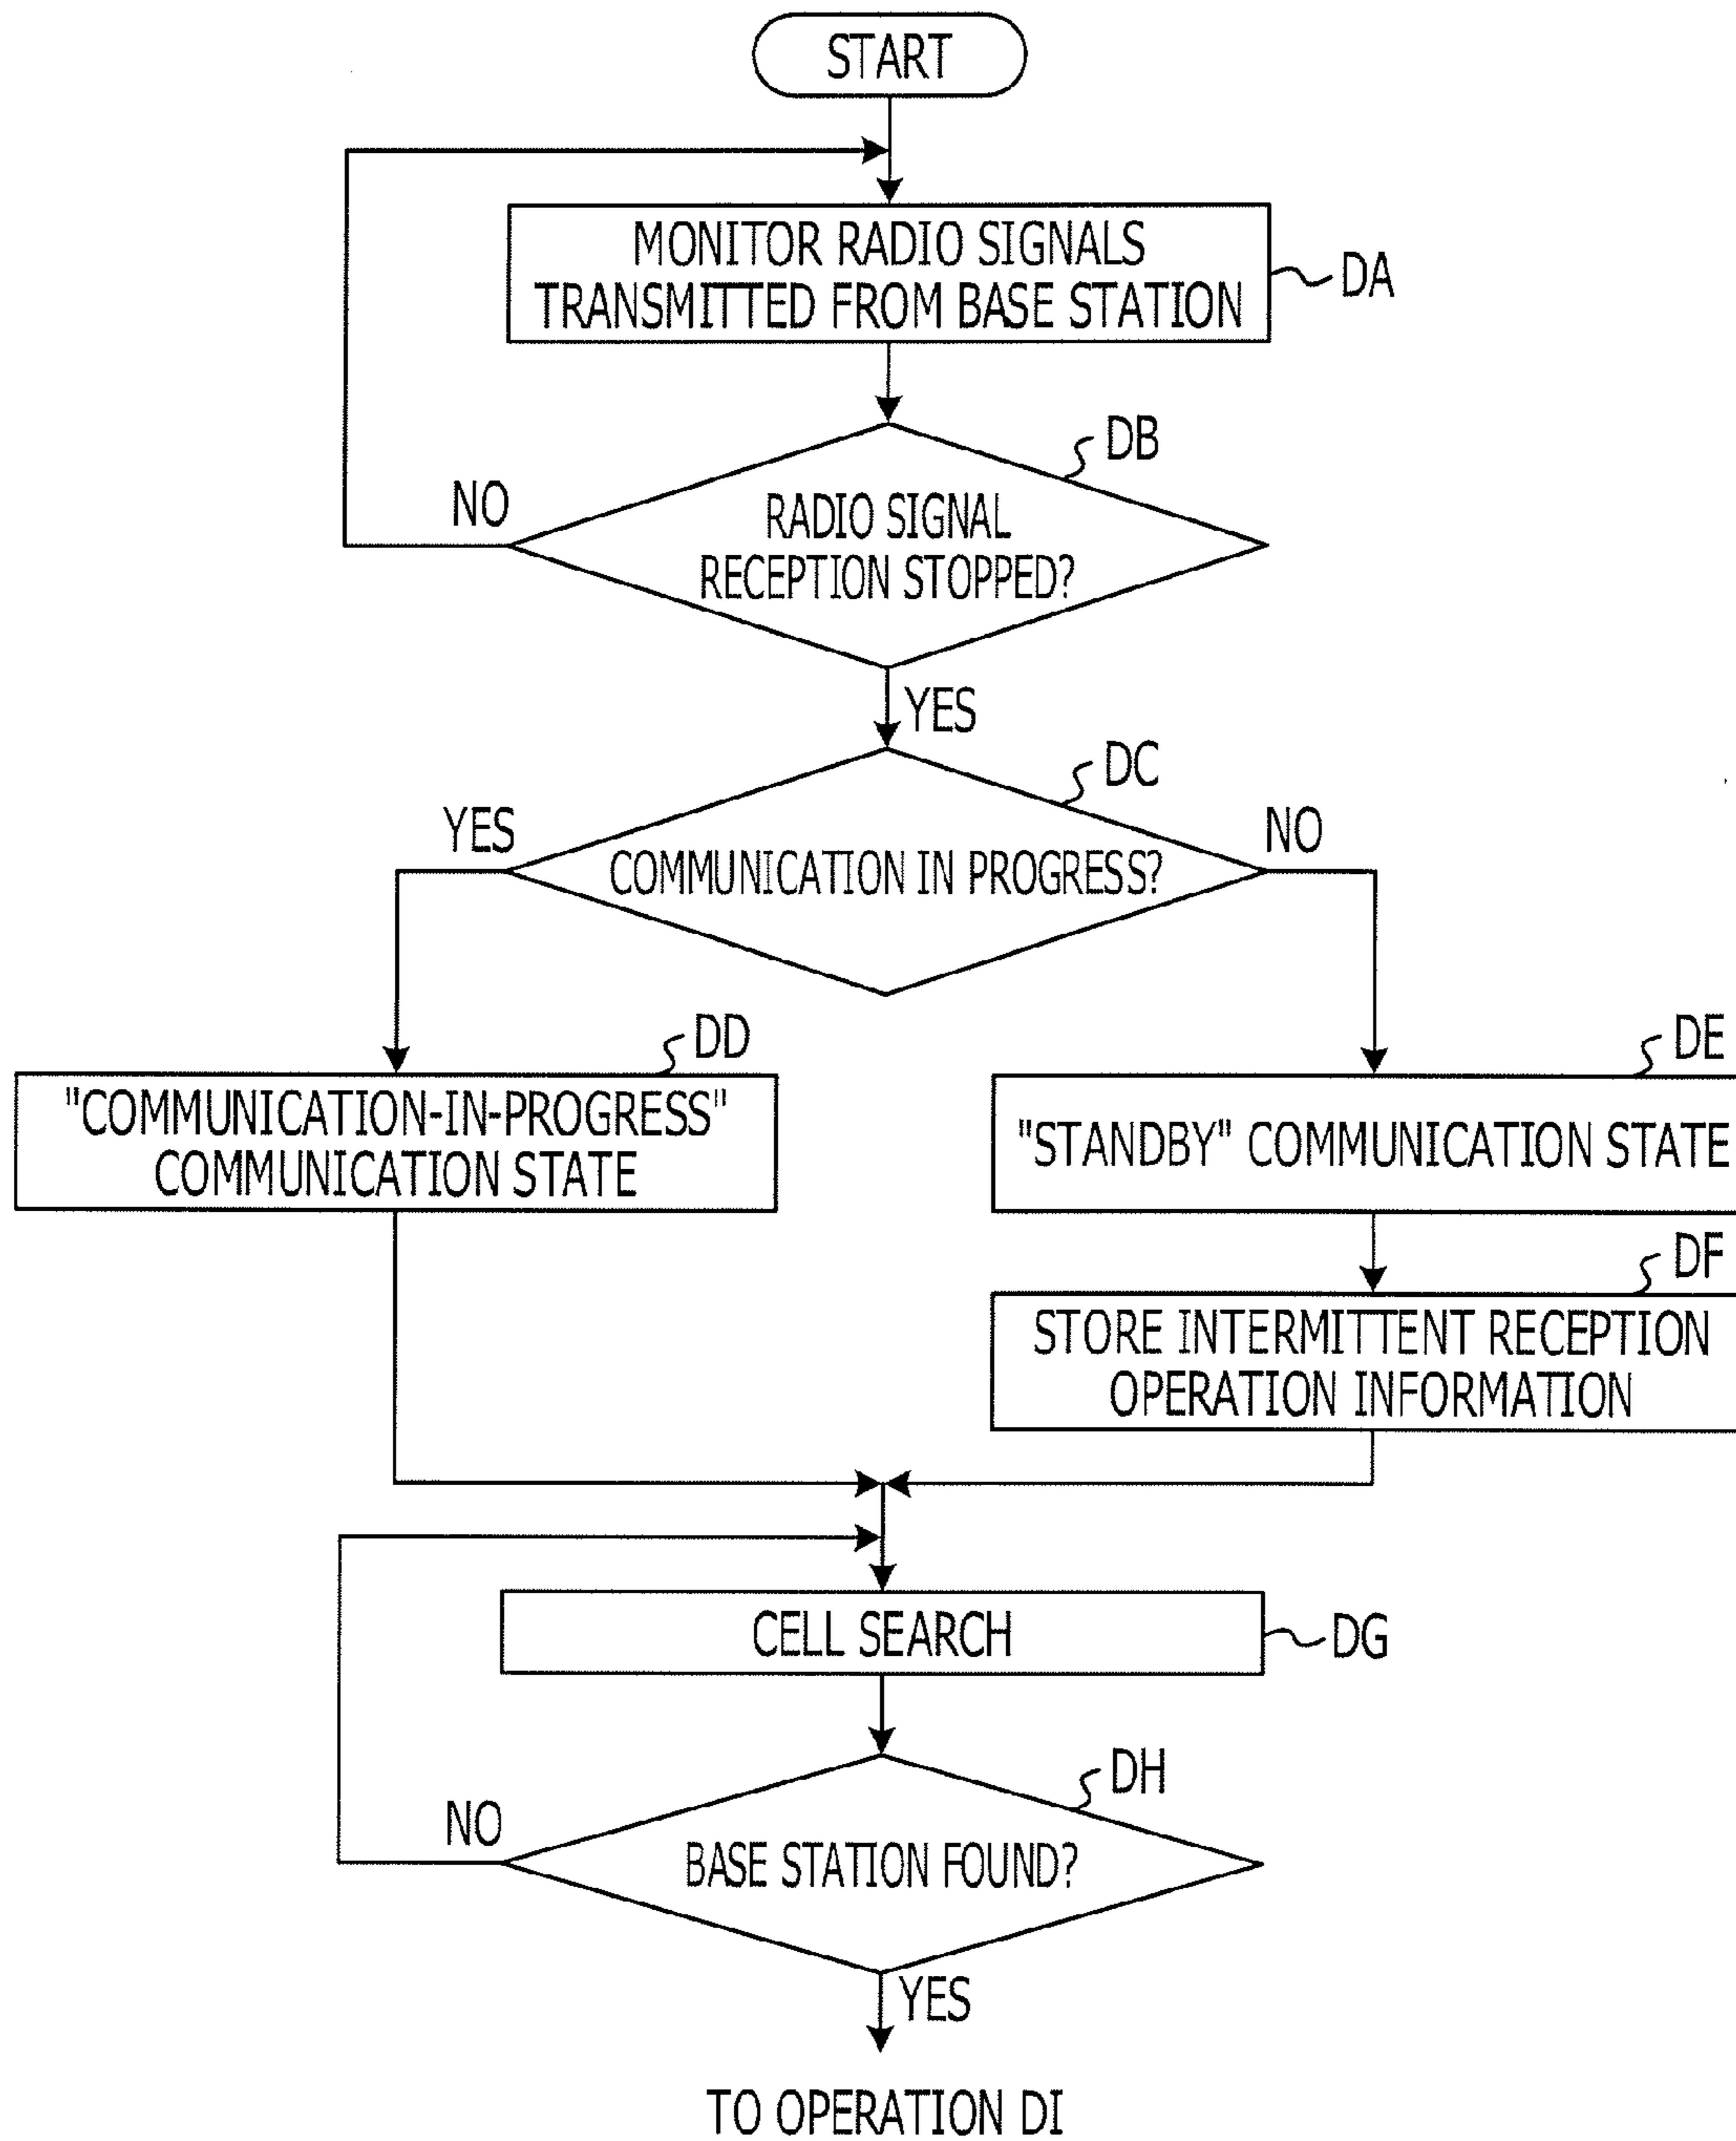 START
MONITOR RADIO SIGNALS
TRANSMITTED FROM BASE STATION
DA
DB
NO
RADIO SIGNAL
RECEPTION STOPPED?
YES
DC
YES
NO
COMMUNICATION IN PROGRESS?
DD
DE
"COMMUNICATION-IN-PROGRESS"
COMMUNICATION STATE
"STANDBY" COMMUNICATION STATE
DF
STORE INTERMITTENT RECEPTION
OPERATION INFORMATION
CELL SEARCH
DG
DH
NO
BASE STATION FOUND?
YES
TO OPERATION DI